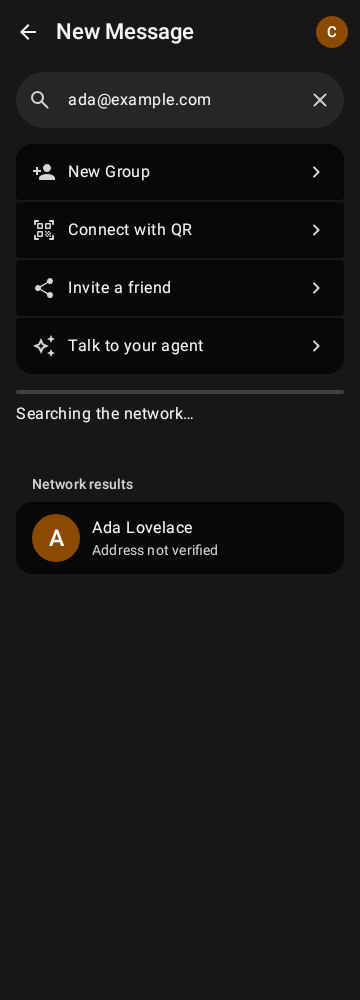 New Message
C
ada@example.com
New Group
Connect with QR
Invite a friend
Talk to your agent
Searching the network…
Network results
A
Ada Lovelace
Address not verified